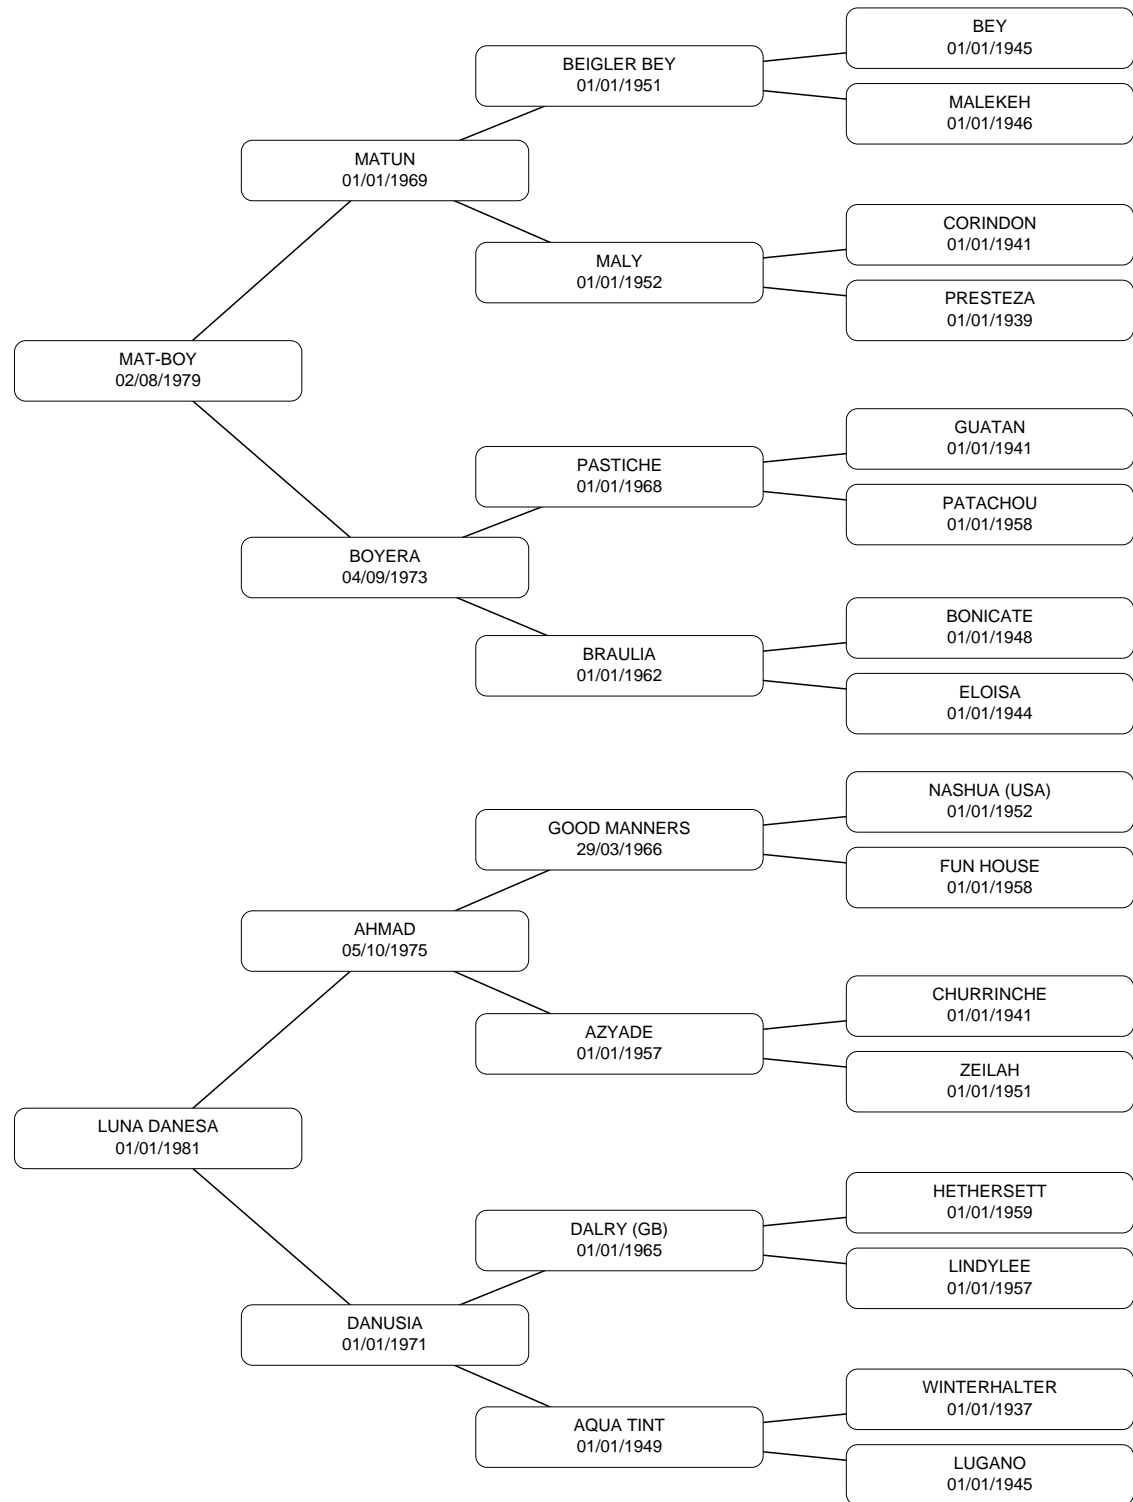 BEY
01/01/1945
BEIGLER BEY
01/01/1951
MALEKEH
01/01/1946
MATUN
01/01/1969
CORINDON
01/01/1941
MALY
01/01/1952
PRESTEZA
01/01/1939
MAT-BOY
02/08/1979
GUATAN
01/01/1941
PASTICHE
01/01/1968
PATACHOU
01/01/1958
BOYERA
04/09/1973
BONICATE
01/01/1948
BRAULIA
01/01/1962
ELOISA
01/01/1944
NASHUA (USA)
01/01/1952
GOOD MANNERS
29/03/1966
FUN HOUSE
01/01/1958
AHMAD
05/10/1975
CHURRINCHE
01/01/1941
AZYADE
01/01/1957
ZEILAH
01/01/1951
LUNA DANESA
01/01/1981
HETHERSETT
01/01/1959
DALRY (GB)
01/01/1965
LINDYLEE
01/01/1957
DANUSIA
01/01/1971
WINTERHALTER
01/01/1937
AQUA TINT
01/01/1949
LUGANO
01/01/1945